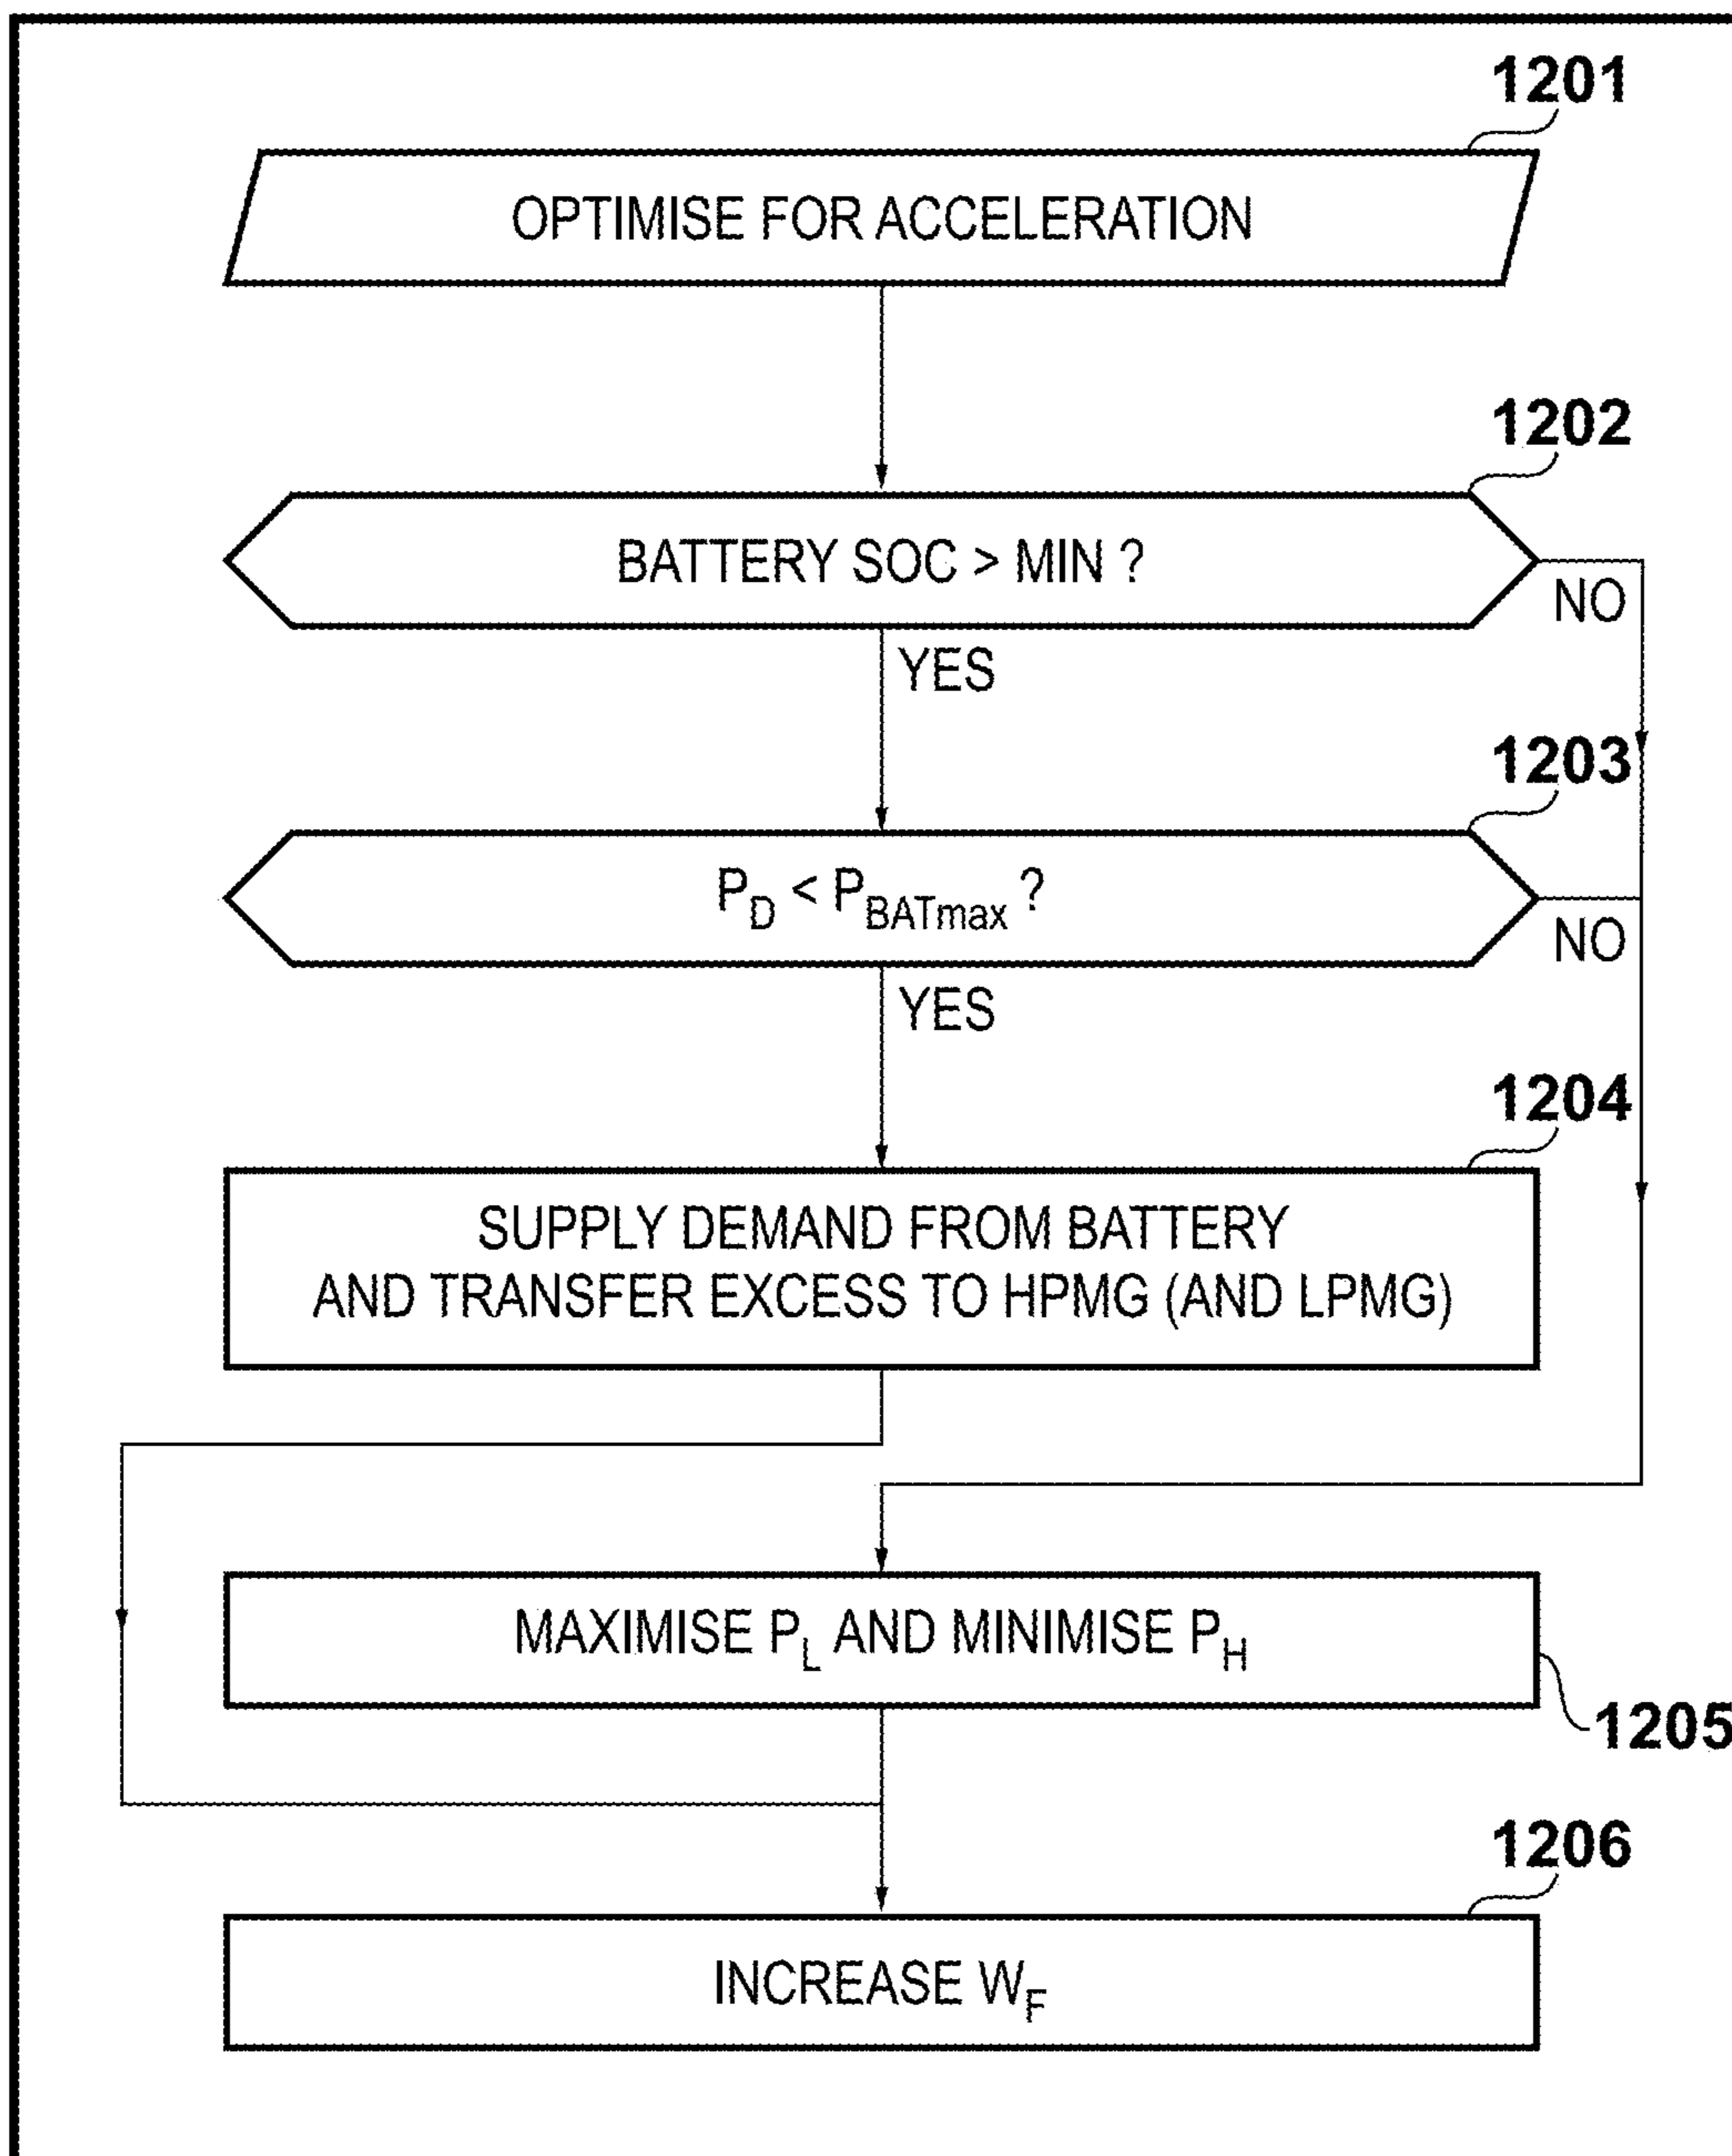 1201
OPTIMISE FOR ACCELERATION
1202
BATTERY SOC > MIN ?
NO
YES
1203
P_D < P_BATmax ?
NO
YES
1204
SUPPLY DEMAND FROM BATTERY
AND TRANSFER EXCESS TO HPMG (AND LPMG)
MAXIMISE P_L AND MINIMISE P_H
1205
1206
INCREASE W_F